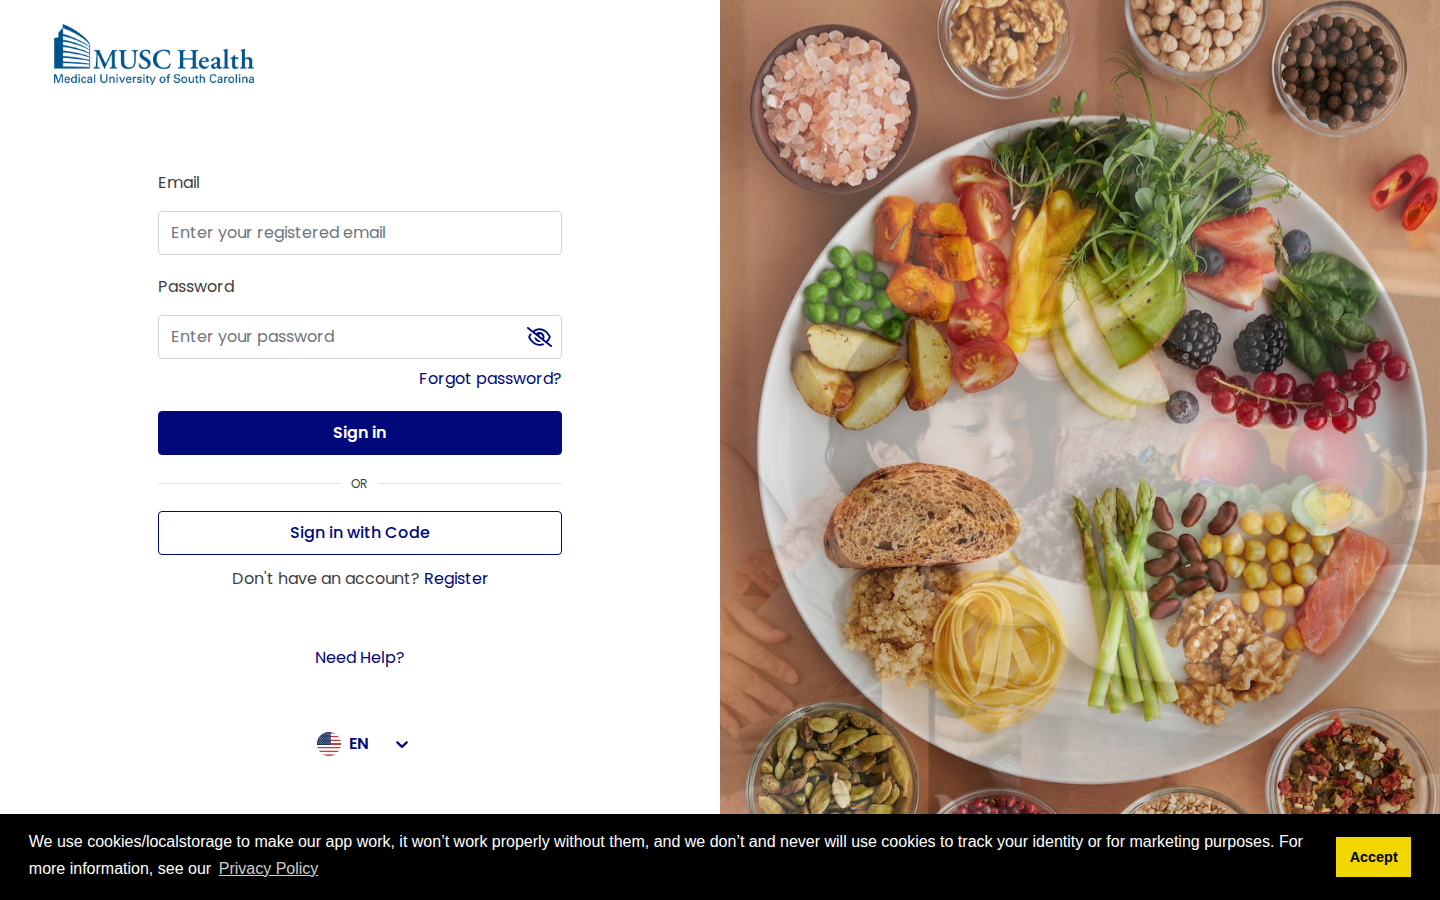 MUSC Health
Medical University of South Carolina
Email
Enter your registered email
Password
Enter your password
Forgot password?
Sign in
OR
Sign in with Code
Don't have an account? Register
Need Help?
EN
We use cookies/localstorage to make our app work, it won’t work properly without them, and we don’t and never will use cookies to track your identity or for marketing purposes. For
more information, see our Privacy Policy
Accept